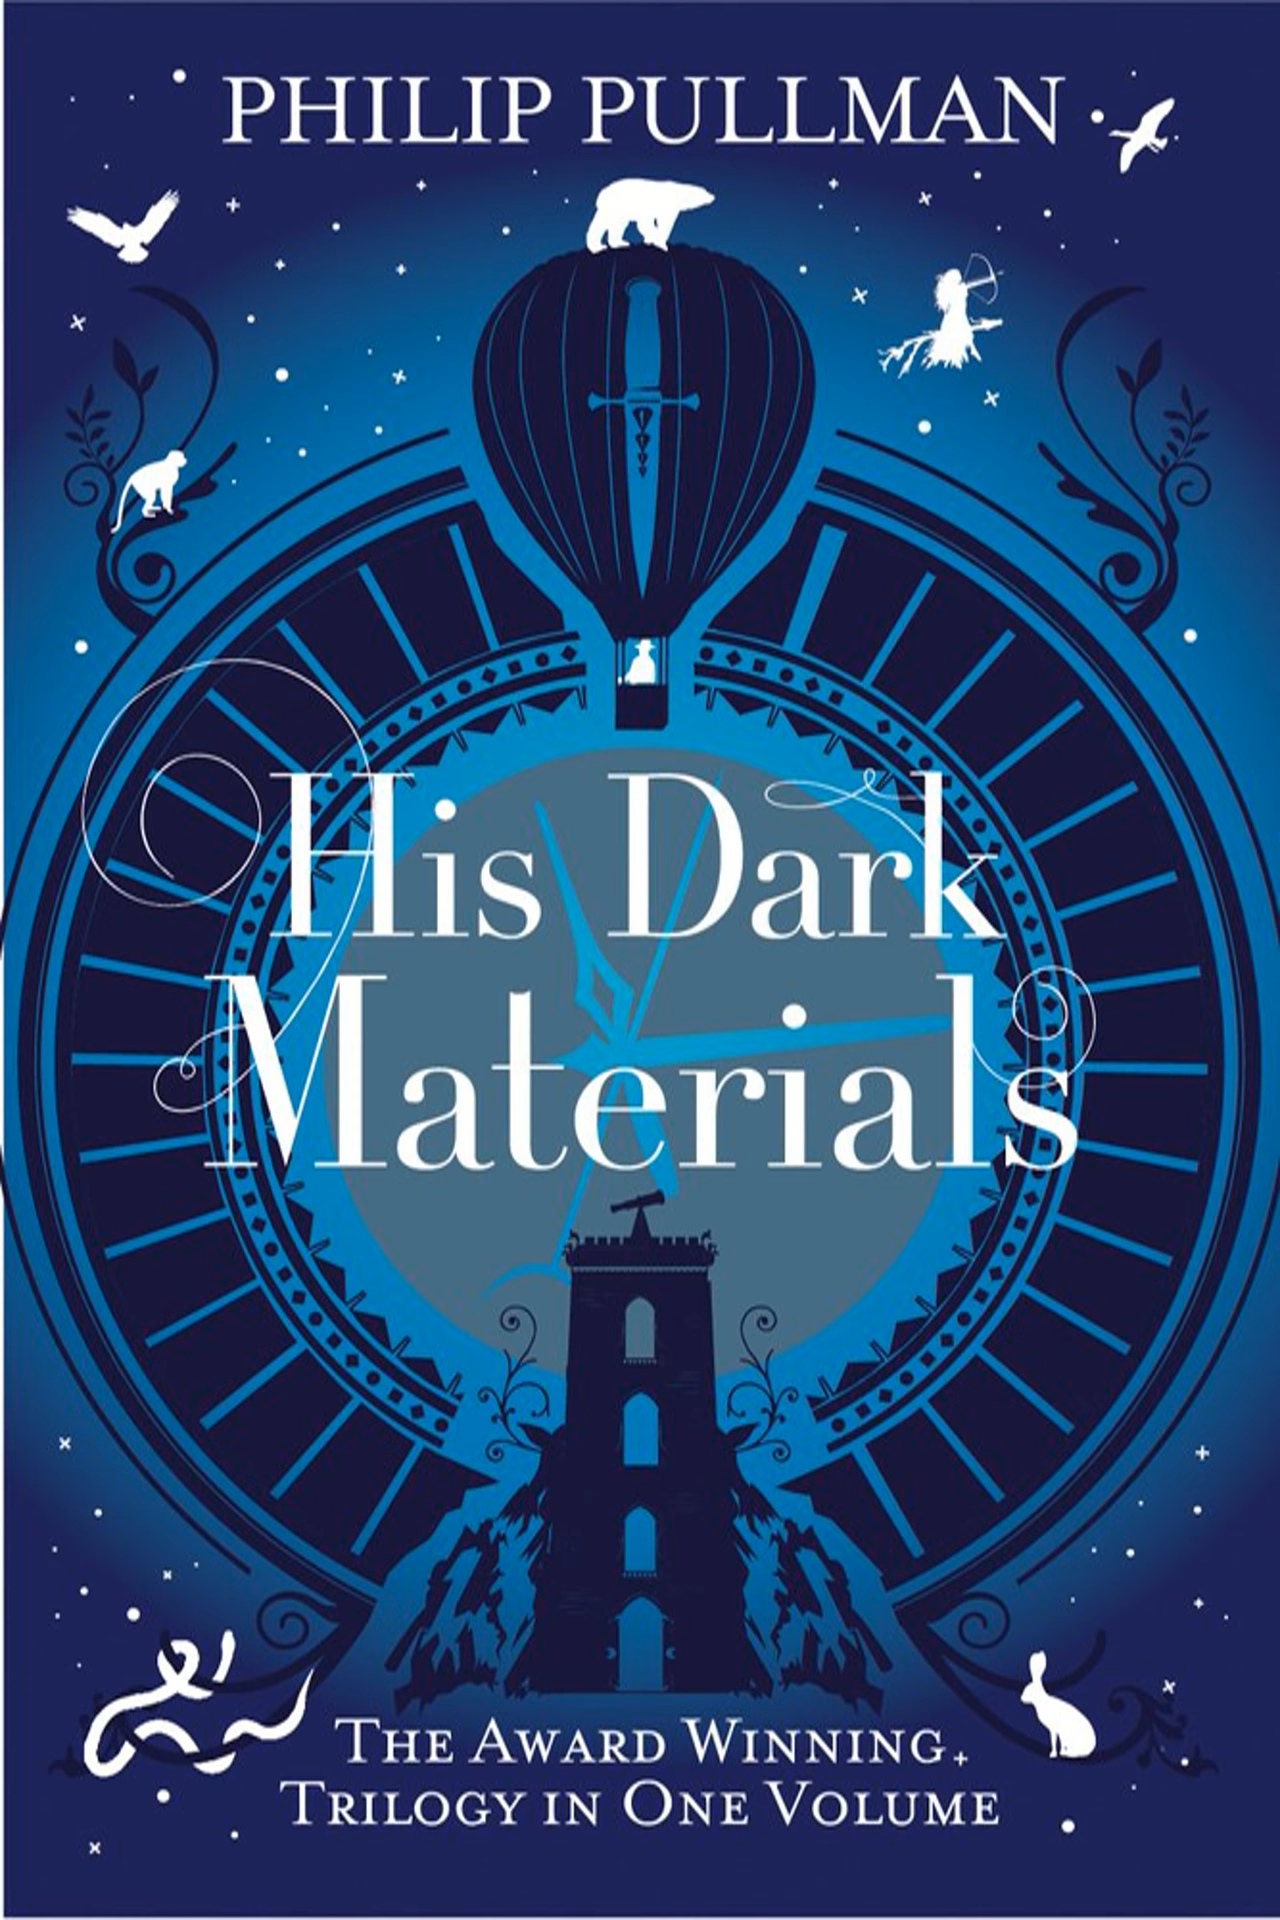 PHILIP PULLMAN
His Dark
Materials
THE AWARD WINNING
TRILOGY IN ONE VOLUME